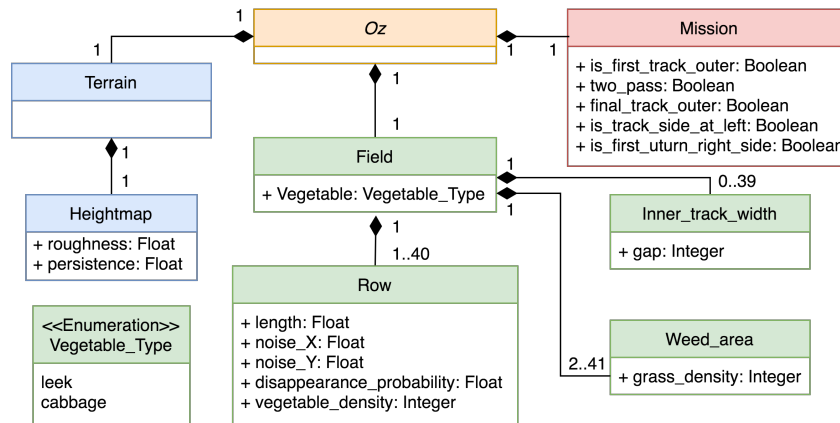 1
Oz
Mission
1
1
1
+ is_first_track_outer: Boolean
+ two_pass: Boolean
+ final_track_outer: Boolean
+ is_track_side_at_left: Boolean
+ is_first_uturn_right_side: Boolean
Terrain
1
1
Field
+ Vegetable: Vegetable_Type
1
1
1
0..39
1
Heightmap
+ roughness: Float
+ persistence: Float
Inner_track_width
+ gap: Integer
1
1..40
Row
+ length: Float
+ noise_X: Float
+ noise_Y: Float
+ disappearance_probability: Float
+ vegetable_density: Integer
<<Enumeration>>
Vegetable_Type
leek
cabbage
Weed_area
2..41
+ grass_density: Integer